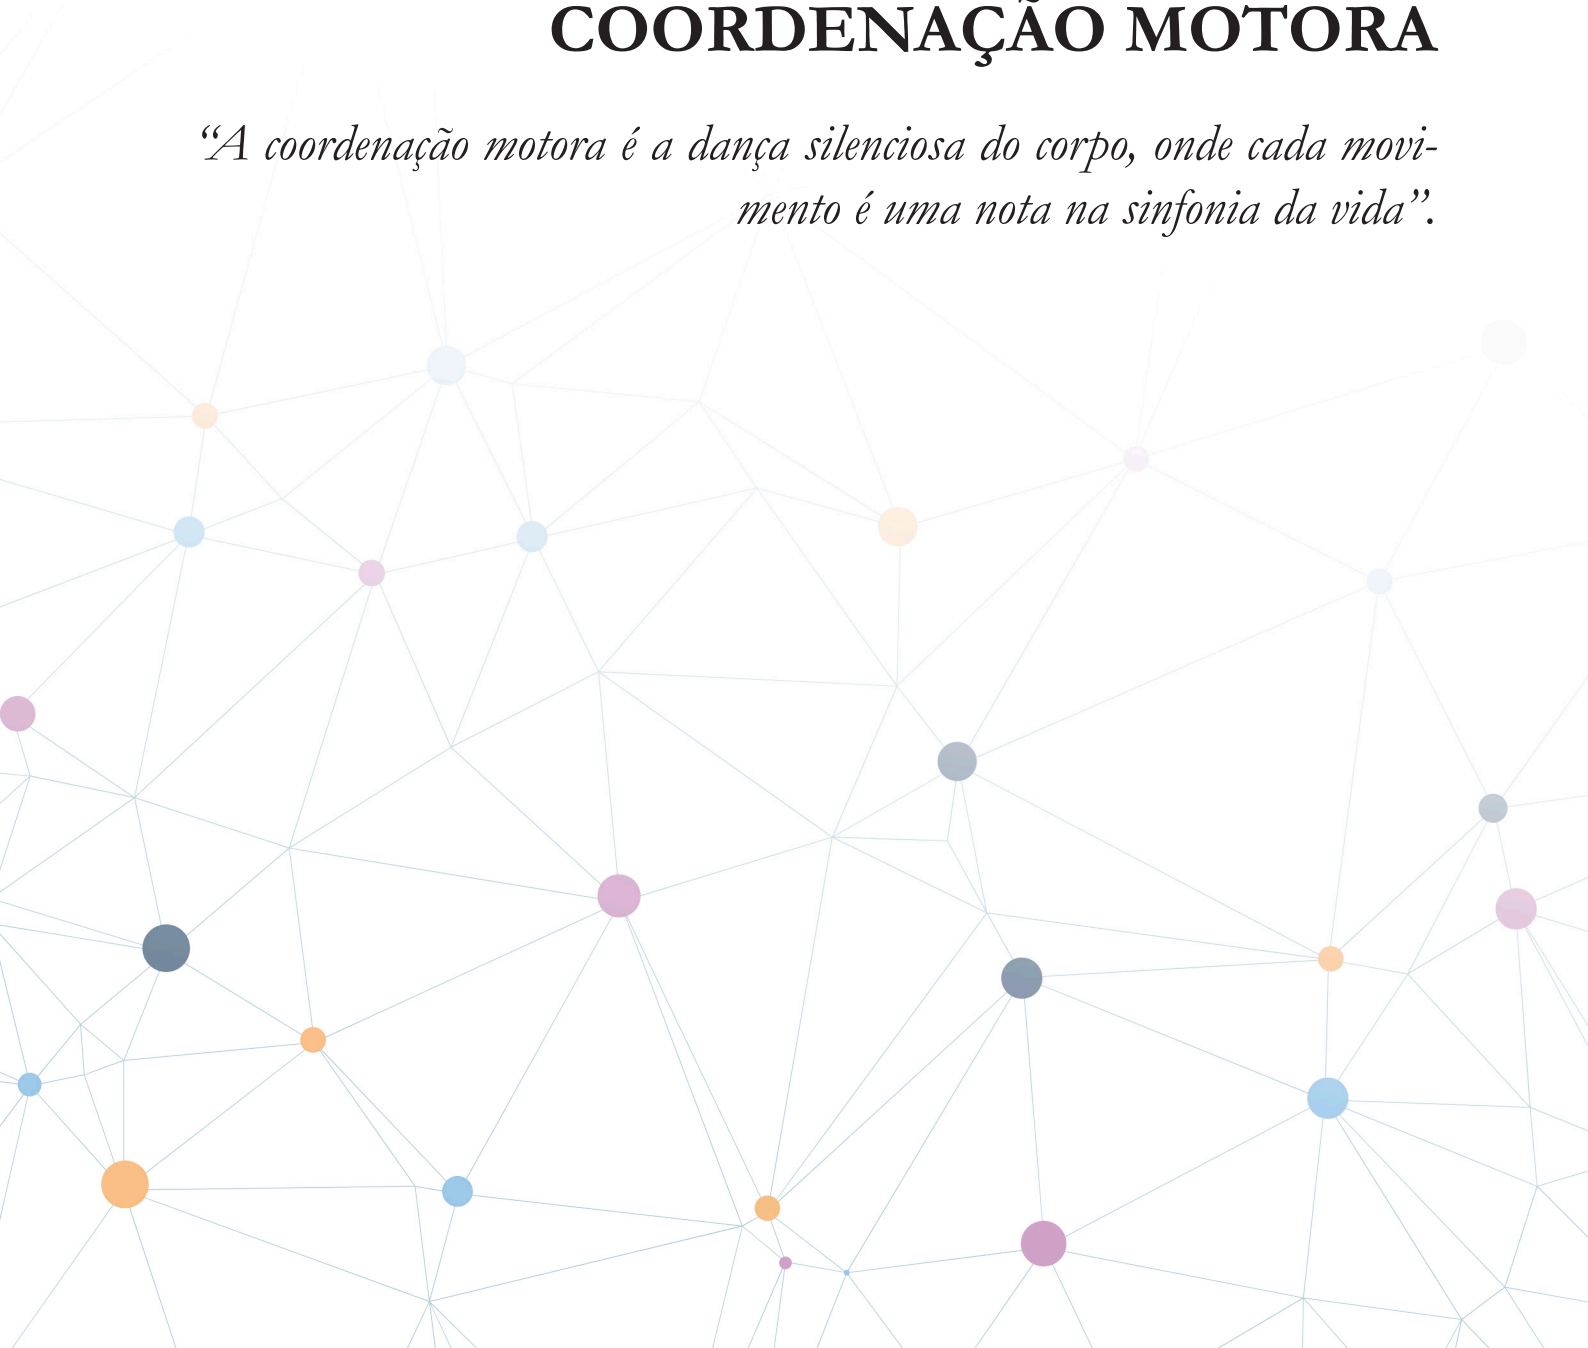 COORDENAÇÃO MOTORA
“A coordenação motora é a dança silenciosa do corpo, onde cada movi-
mento é uma nota na sinfonia da vida”.